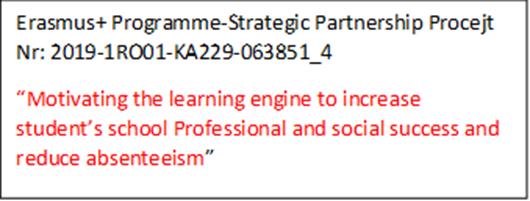 Erasmus+ Programme-Strategic Partnership Procejt
Nr: 2019-1RO01-KA229-063851_4
“Motivating the learning engine to increase
student’s school Professional and social success and
reduce absenteeism”